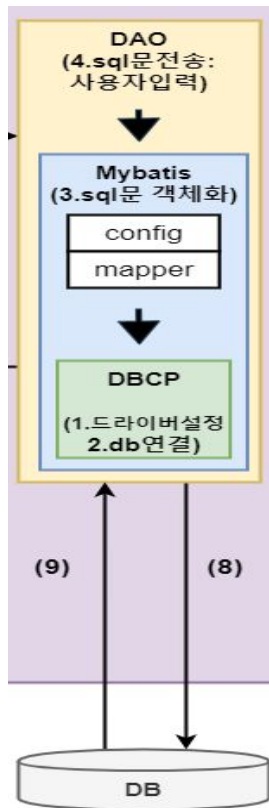 DAO
(4.sql문전송:
사용자입력)
Mybatis
(3.sql문 객체화)
config
mapper
DBCP
(1.드라이버설정
2.db연결)
(9)
(8)
DB